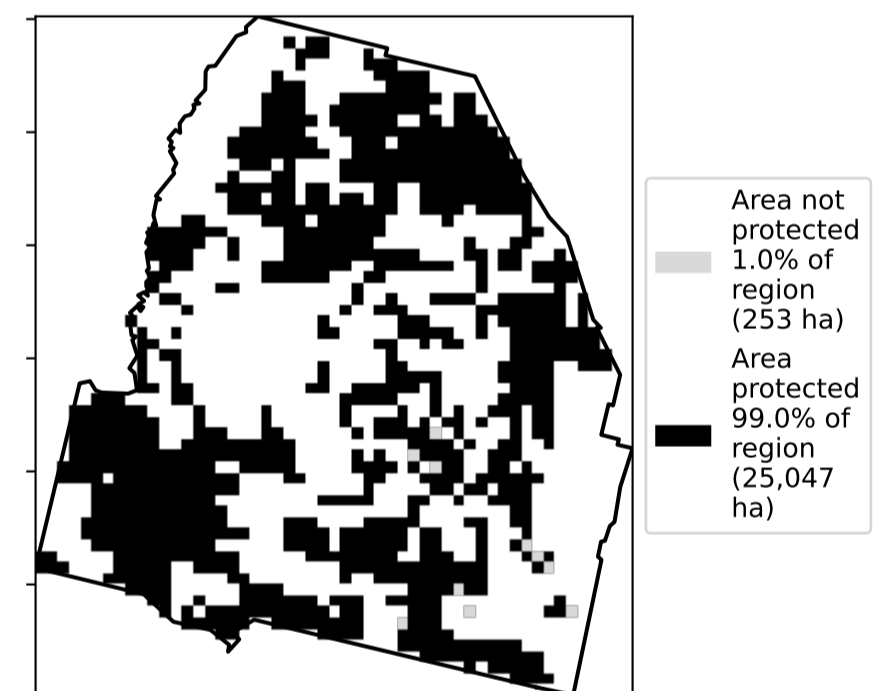 Area not
protected
1.0% of
region
(253 ha)
Area
protected
99.0% of
region
(25,047
ha)